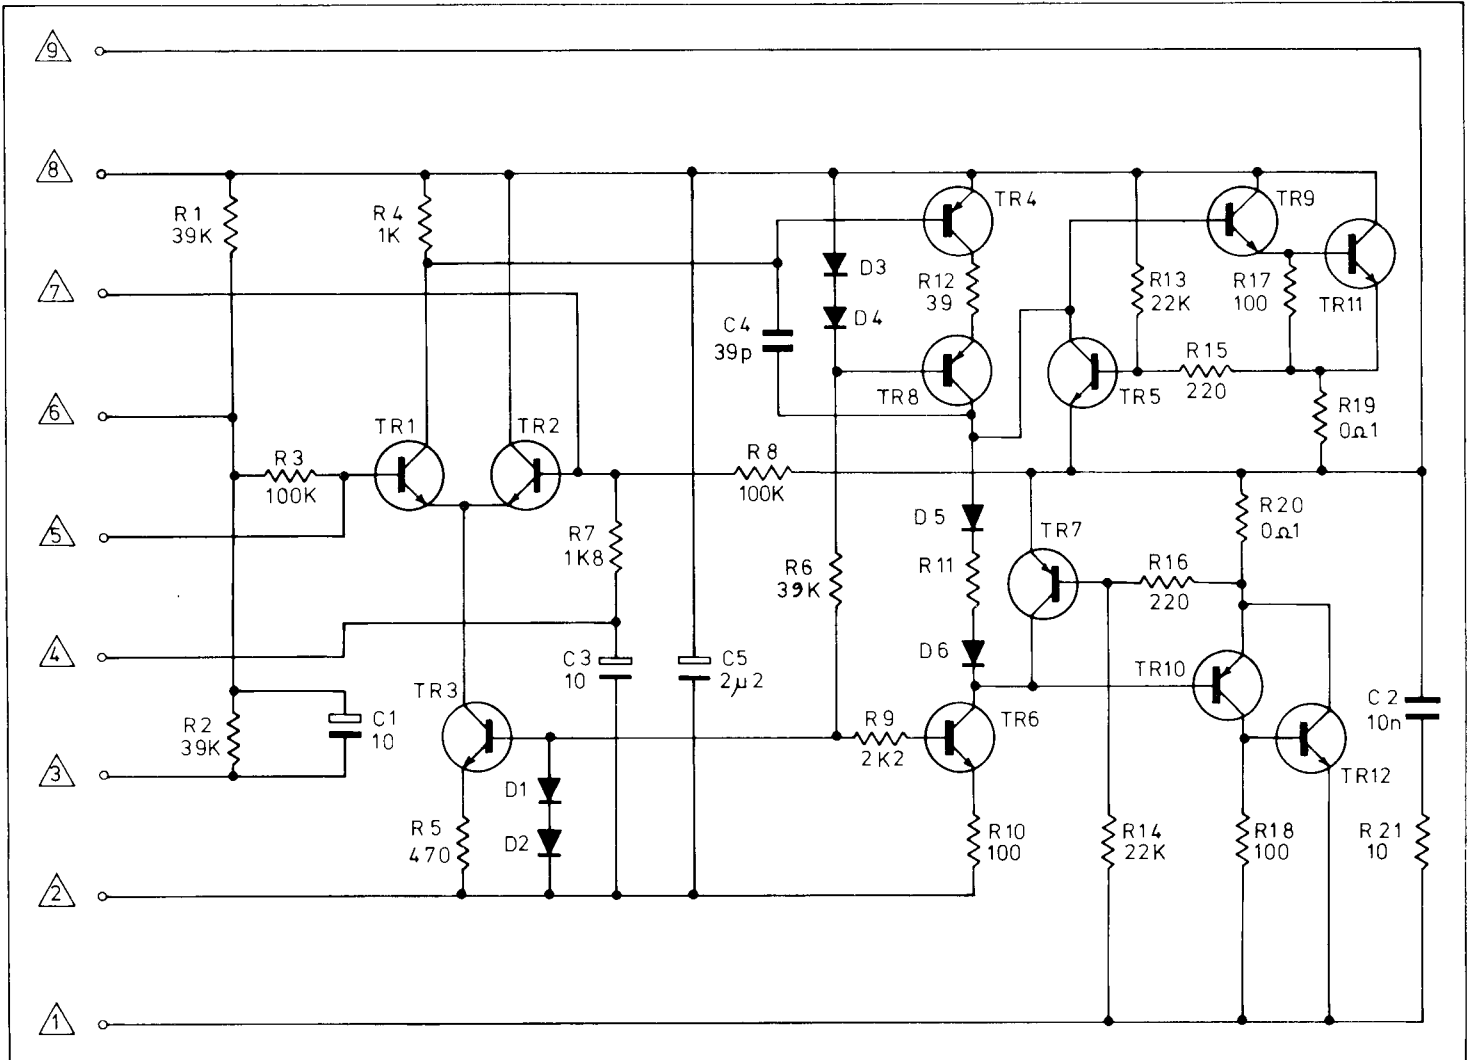 9
8
TR4
TR9
R1
39K
R4
1K
D3
R12
39
R13
22K
R17
100
TR11
7
D4
C4
39p
R15
220
TR8
TR5
R19
0Ω1
6
TR1
TR2
R3
100K
R8
100K
5
D5
TR7
R20
0Ω1
R7
1K8
R6
39K
R11
R16
220
4
C3
10
C5
2µ2
D6
TR10
TR3
C1
10
R2
39K
R9
2K2
TR6
C2
10n
3
D1
TR12
R5
470
D2
R10
100
R14
22K
R18
100
R21
10
2
1